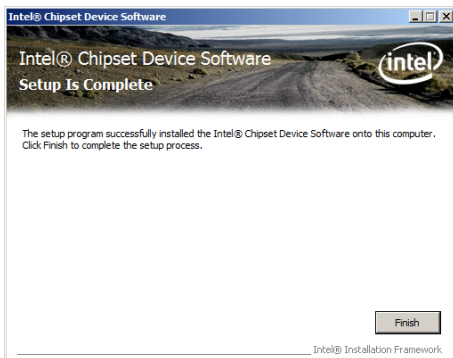 Intel® Chipset Device Software
Intel® Chipset Device Software
Setup Is Complete
intel
The setup program successfully installed the Intel® Chipset Device Software onto this computer.
Click Finish to complete the setup process.
Finish
Intel® Installation Framework